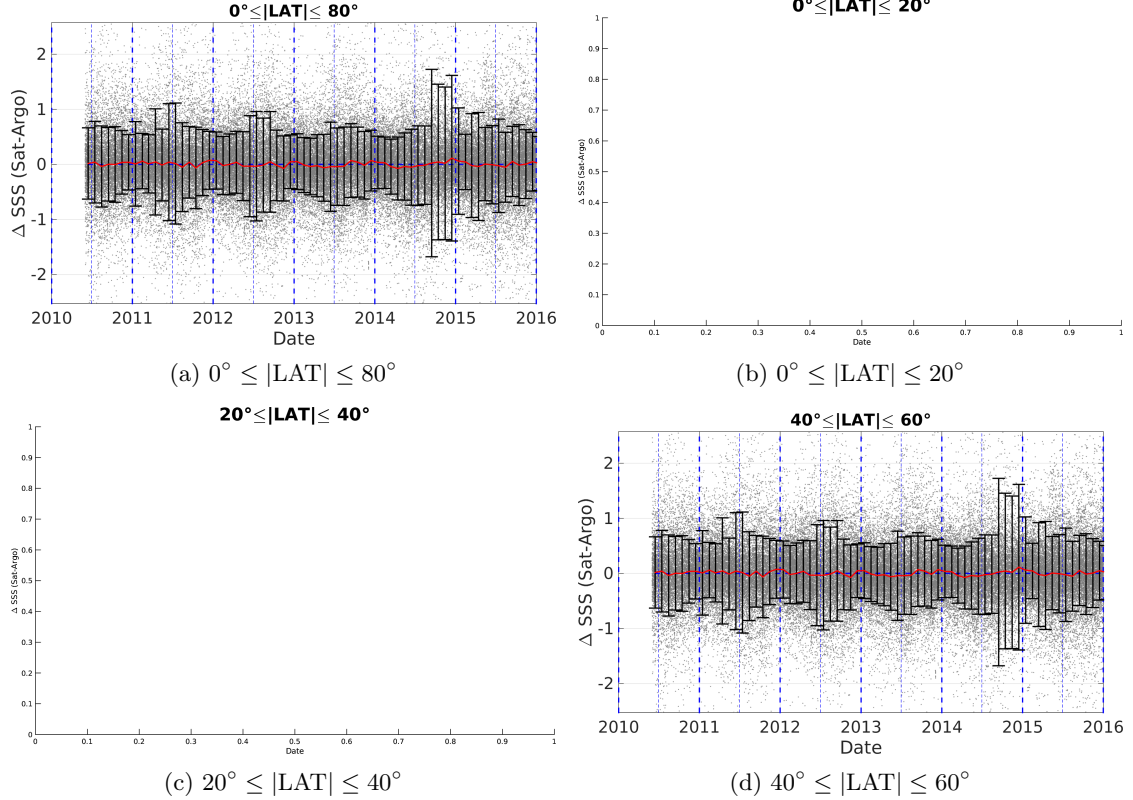 0°≤|LAT|≤ 80°
Δ SSS (Sat-Argo)
2
1
0
-1
-2
2010 2011 2012 2013 2014 2015 2016
Date
(a) 0° ≤ |LAT| ≤ 80°
0°≤|LAT|≤ 20°
Δ SSS (Sat-Argo)
1
0.9
0.8
0.7
0.6
0.5
0.4
0.3
0.2
0.1
0
0 0.1 0.2 0.3 0.4 0.5 0.6 0.7 0.8 0.9 1
Date
(b) 0° ≤ |LAT| ≤ 20°
20°≤|LAT|≤ 40°
Δ SSS (Sat-Argo)
1
0.9
0.8
0.7
0.6
0.5
0.4
0.3
0.2
0.1
0
0 0.1 0.2 0.3 0.4 0.5 0.6 0.7 0.8 0.9 1
Date
(c) 20° ≤ |LAT| ≤ 40°
40°≤|LAT|≤ 60°
Δ SSS (Sat-Argo)
2
1
0
-1
-2
2010 2011 2012 2013 2014 2015 2016
Date
(d) 40° ≤ |LAT| ≤ 60°